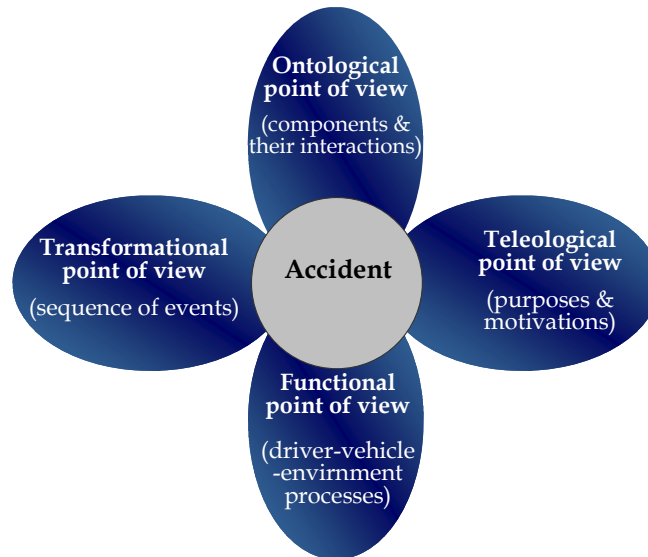 Ontological
point of view
(components &
their interactions)
Transformational
point of view
(sequence of events)
Accident
Teleological
point of view
(purposes &
motivations)
Functional
point of view
(driver-vehicle
-envirnment
processes)